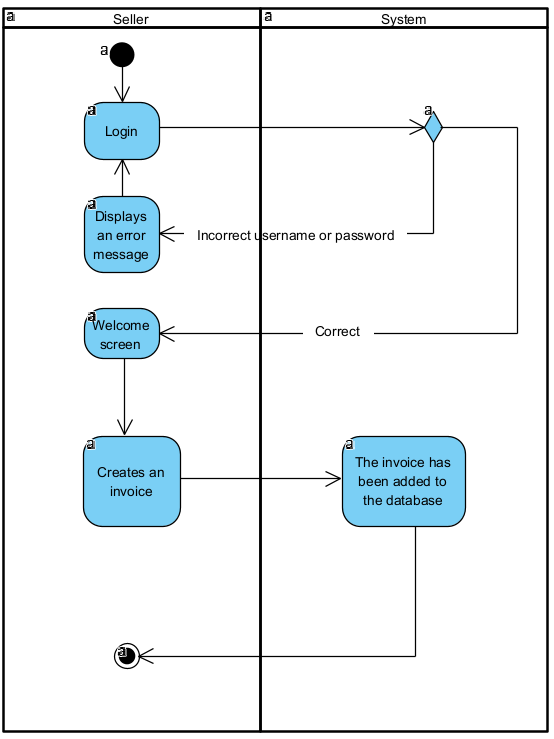 a
Seller
a
System
a
a
Login
a
a
Displays
an error
message
Incorrect username or password
a
Welcome
screen
Correct
a
Creates an
invoice
a
The invoice has
been added to
the database
a